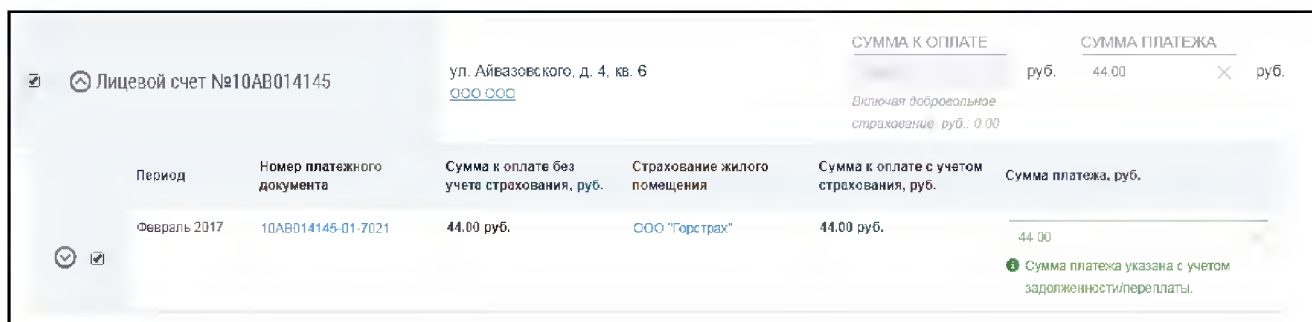 СУММА К ОПЛАТЕ
СУММА ПЛАТЕЖА
Лицевой счет №10АВ014145
ул. Айвазовского, д. 4, кв. 6
руб.
44.00
руб.
ООО ООО
Включая добровольное
страхование руб.: 0.00
Период
Номер платежного
документа
Сумма к оплате без
учета страхования, руб.
Страхование жилого
помещения
Сумма к оплате с учетом
страхования, руб.
Сумма платежа, руб.
Февраль 2017
10АВ014145-01-7021
44.00 руб.
ООО "Горстрах"
44.00 руб.
44 00
Сумма платежа указана с учетом
задолженности/переплаты.